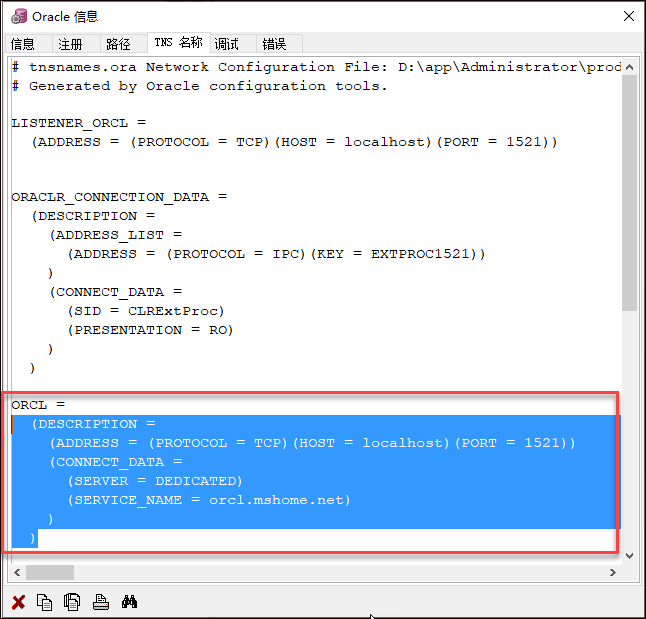 Oracle 信息
信息 注册 路径 TNS 名称 调试 错误
# tnsnames.ora Network Configuration File: D:\app\Administrator\prod
# Generated by Oracle configuration tools.
LISTENER_ORCL =
(ADDRESS = (PROTOCOL = TCP)(HOST = localhost)(PORT = 1521))
ORACLR_CONNECTION_DATA =
(DESCRIPTION =
(ADDRESS_LIST =
(ADDRESS = (PROTOCOL = IPC)(KEY = EXTPROC1521))
)
(CONNECT_DATA =
(SID = CLRExtProc)
(PRESENTATION = RO)
)
)
ORCL =
(DESCRIPTION =
(ADDRESS = (PROTOCOL = TCP)(HOST = localhost)(PORT = 1521))
(CONNECT_DATA =
(SERVER = DEDICATED)
(SERVICE_NAME = orcl.mshome.net)
)
)